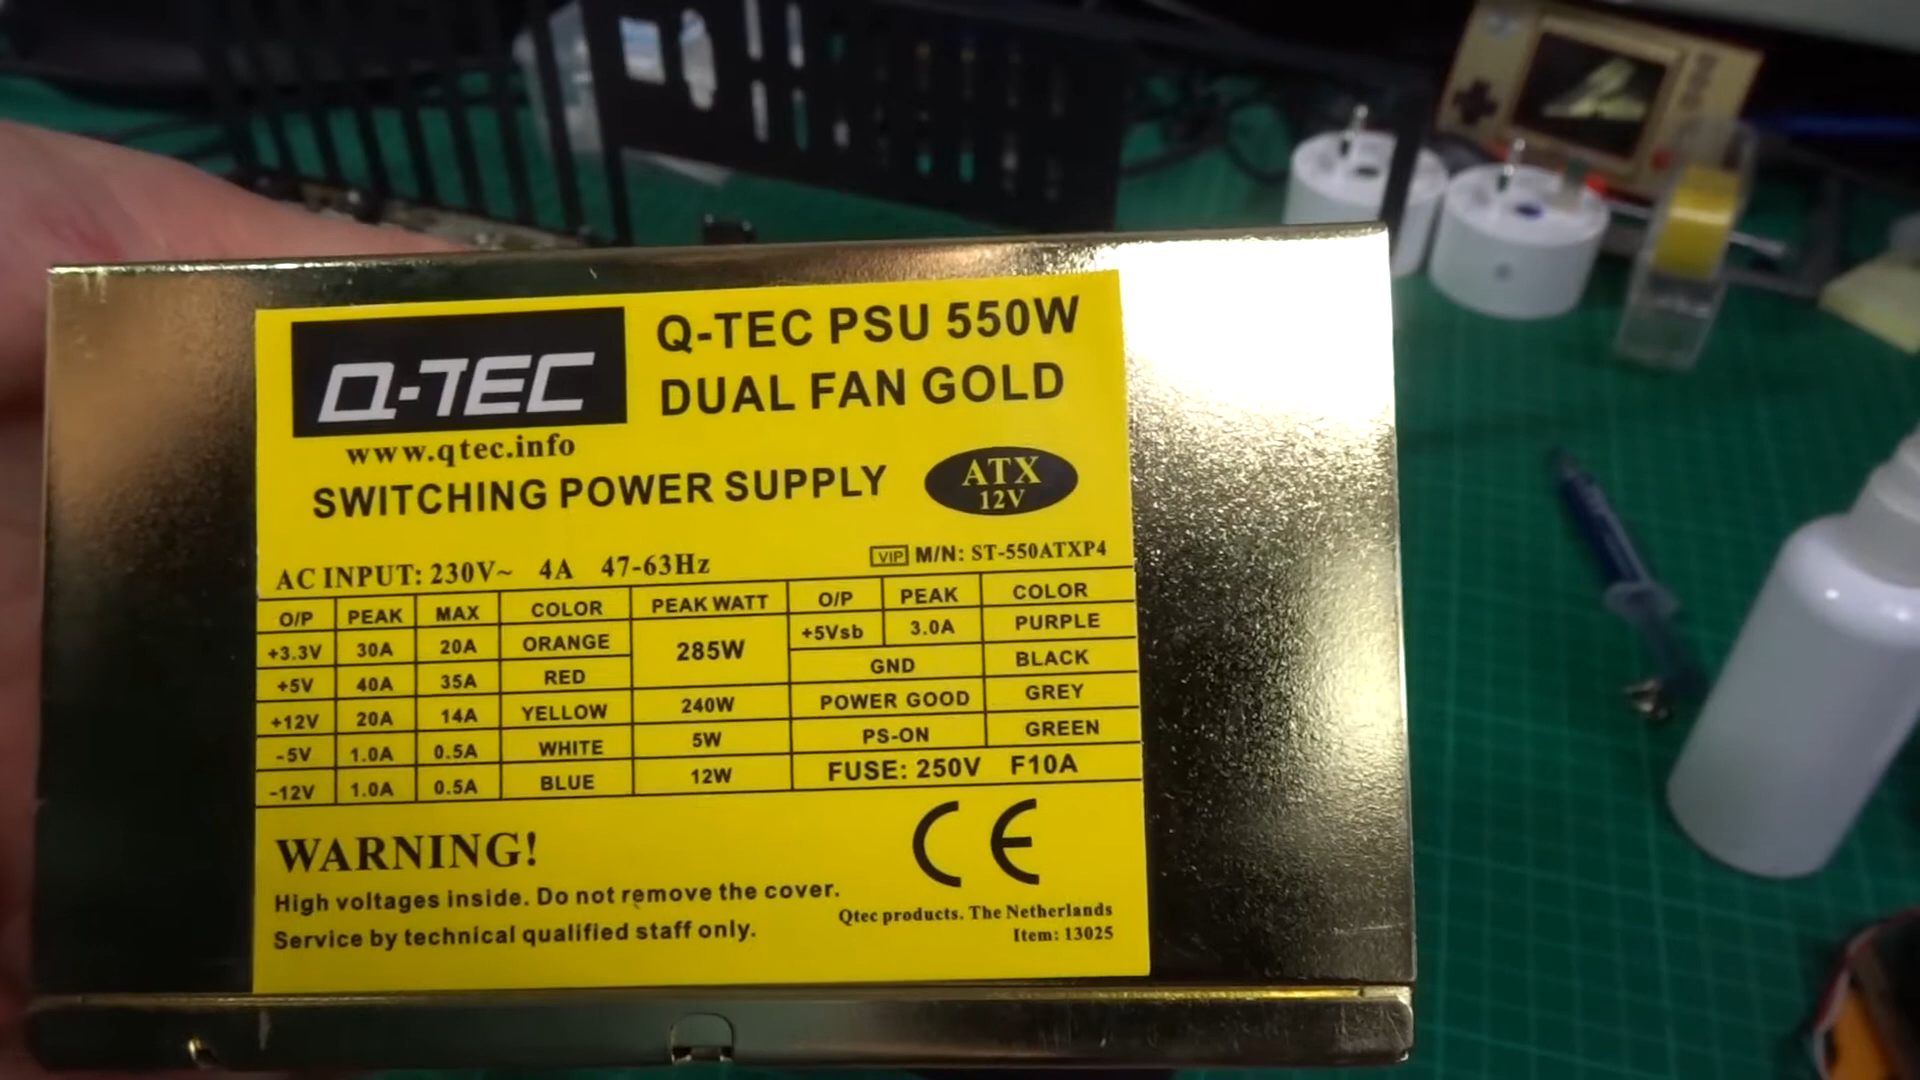 Q-TEC
www.qtec.info
Q-TEC PSU 550W
DUAL FAN GOLD
SWITCHING POWER SUPPLY
ATX
12V
AC INPUT: 230V~ 4A 47-63Hz
VIP M/N: ST-550ATXP4
O/P PEAK MAX COLOR PEAK WATT O/P PEAK COLOR
+3.3V 30A 20A ORANGE 285W +5Vsb 3.0A PURPLE
+5V 40A 35A RED GND BLACK
+12V 20A 14A YELLOW 240W POWER GOOD GREY
-5V 1.0A 0.5A WHITE 5W PS-ON GREEN
-12V 1.0A 0.5A BLUE 12W FUSE: 250V F10A
WARNING!
High voltages inside. Do not remove the cover.
Service by technical qualified staff only.
CE
Qtec products. The Netherlands
Item: 13025